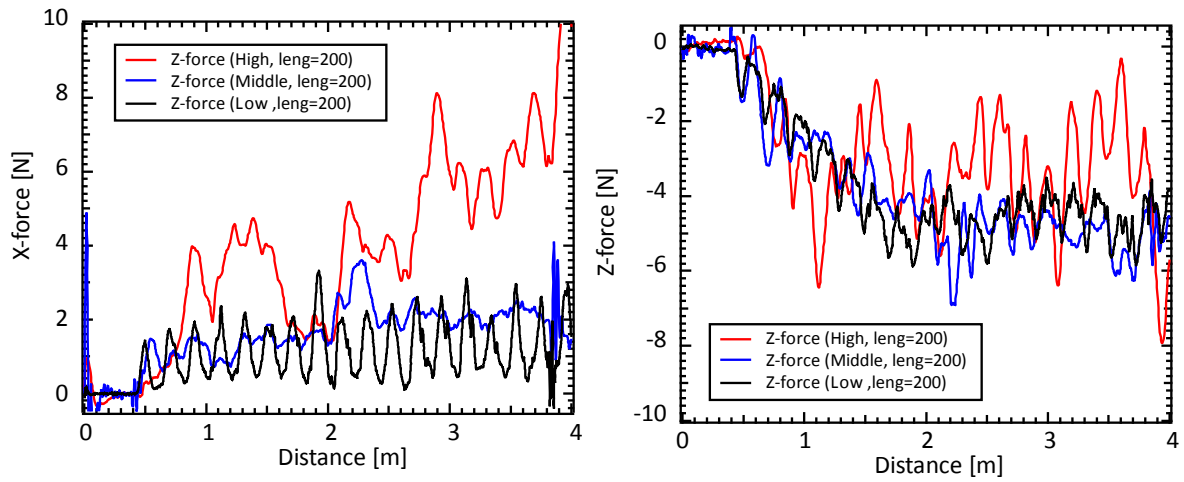 10
8
6
4
2
0
X-force [N]
Z-force (High, leng=200)
Z-force (Middle, leng=200)
Z-force (Low ,leng=200)
0 1 2 3 4
Distance [m]
0
-2
-4
-6
-8
-10
Z-force [N]
Z-force (High, leng=200)
Z-force (Middle, leng=200)
Z-force (Low ,leng=200)
0 1 2 3 4
Distance [m]